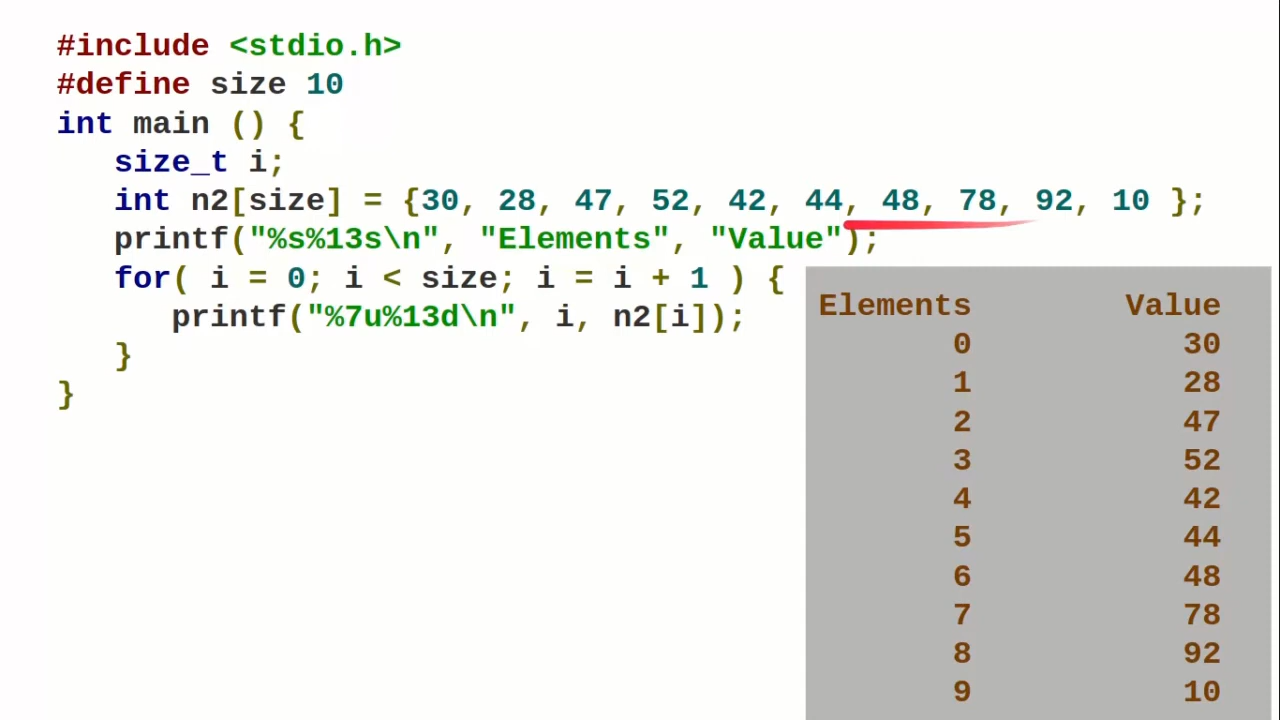 #include <stdio.h>
#define size 10
int main () {
   size_t i;
   int n2[size] = {30, 28, 47, 52, 42, 44, 48, 78, 92, 10 };
   printf("%s%13s\n", "Elements", "Value");
   for( i = 0; i < size; i = i + 1 ) {
      printf("%7u%13d\n", i, n2[i]);
   }
}
Elements        Value
       0           30
       1           28
       2           47
       3           52
       4           42
       5           44
       6           48
       7           78
       8           92
       9           10